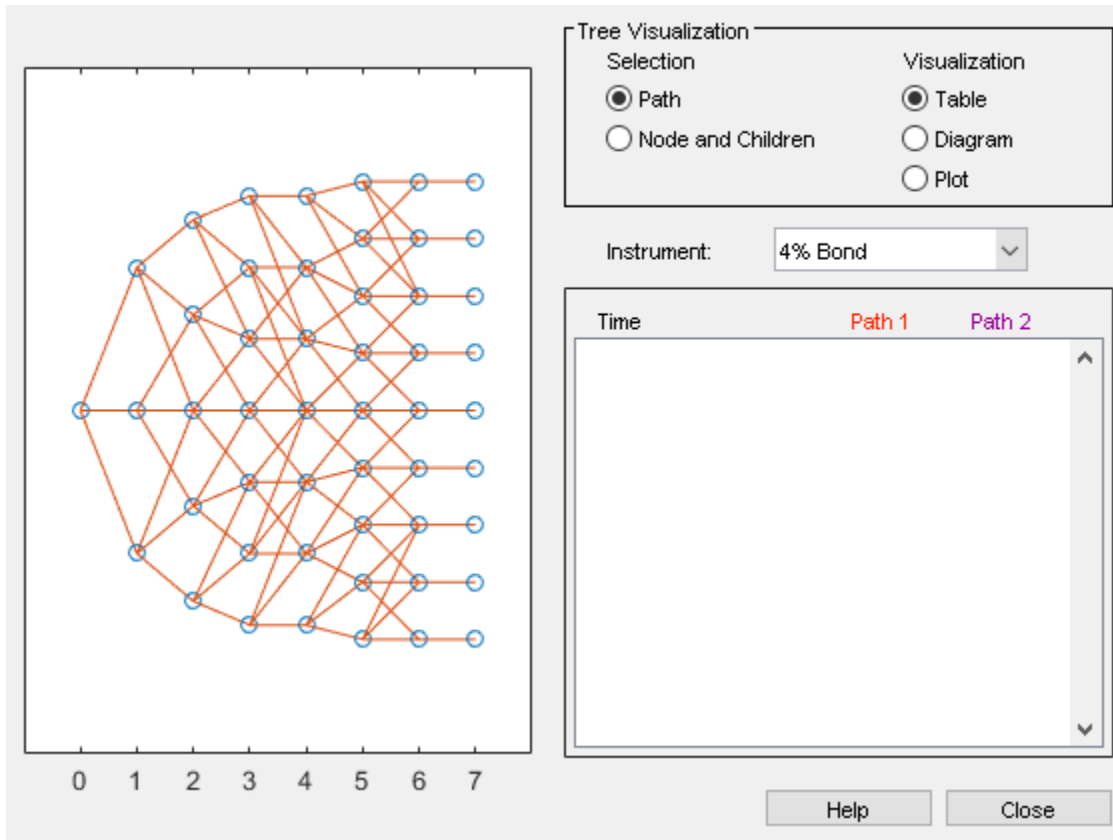 Tree Visualization
Selection
Path
Node and Children
Visualization
Table
Diagram
Plot
Instrument: 4% Bond
Time Path 1 Path 2
0 1 2 3 4 5 6 7
Help Close